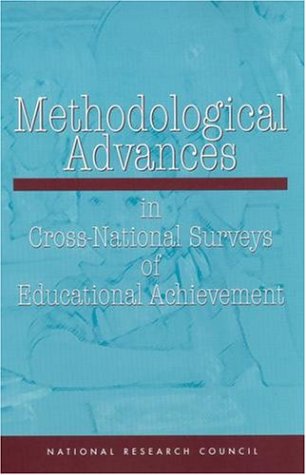 Methodological
Advances
in
Cross-National Surveys
of
Educational Achievement
NATIONAL RESEARCH COUNCIL